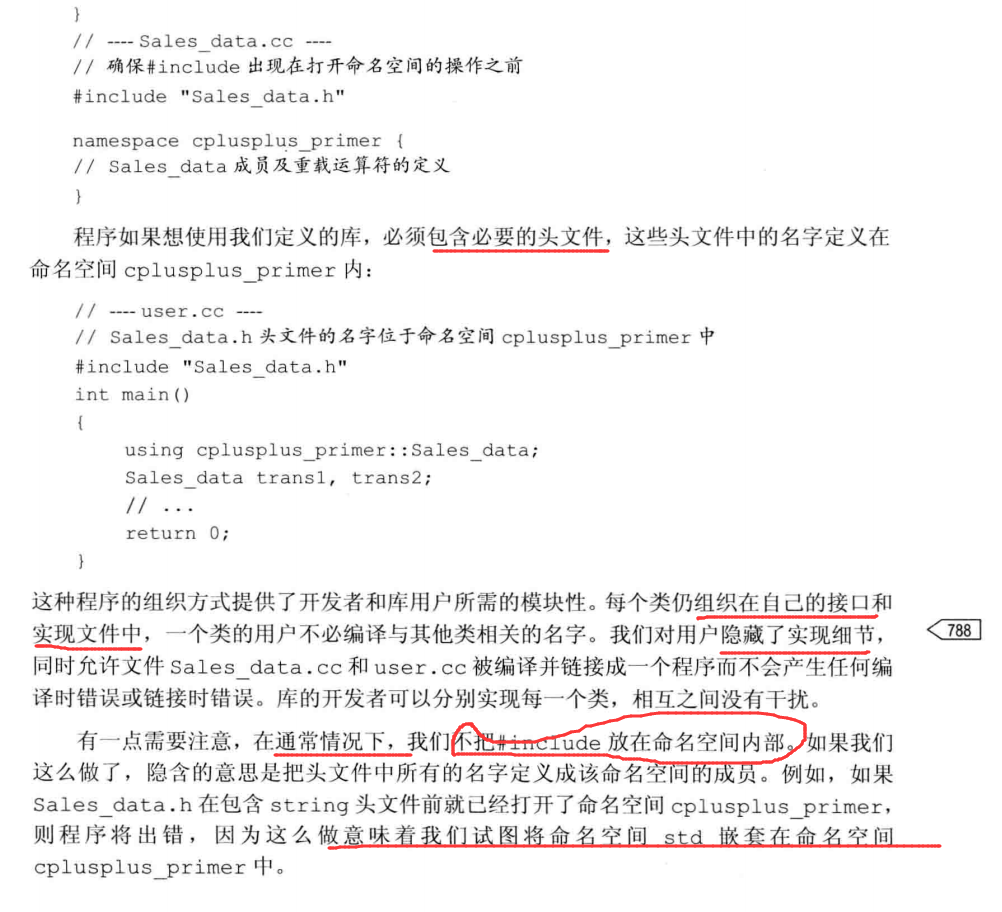 }
// ---- Sales_data.cc ----
// 确保#include 出现在打开命名空间的操作之前
#include "Sales_data.h"
namespace cplusplus_primer {
// Sales_data 成员及重载运算符的定义
}
程序如果想使用我们定义的库，必须包含必要的头文件，这些头文件中的名字定义在
命名空间 cplusplus_primer 内：
// ---- user.cc ----
// Sales_data.h 头文件的名字位于命名空间 cplusplus_primer 中
#include "Sales_data.h"
int main()
{
using cplusplus_primer::Sales_data;
Sales_data trans1, trans2;
// ...
return 0;
}
这种程序的组织方式提供了开发者和库用户所需的模块性。每个类仍组织在自己的接口和
实现文件中，一个类的用户不必编译与其他类相关的名字。我们对用户隐藏了实现细节，
788
同时允许文件 Sales_data.cc 和 user.cc 被编译并链接成一个程序而不会产生任何编
译时错误或链接时错误。库的开发者可以分别实现每一个类，相互之间没有干扰。
有一点需要注意，在通常情况下，我们不把#include 放在命名空间内部。如果我们
这么做了，隐含的意思是把头文件中所有的名字定义成该命名空间的成员。例如，如果
Sales_data.h 在包含 string 头文件前就已经打开了命名空间 cplusplus_primer，
则程序将出错，因为这么做意味着我们试图将命名空间 std 嵌套在命名空间
cplusplus_primer 中。